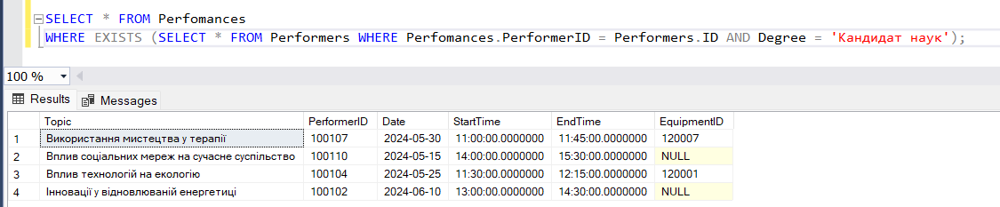 SELECT * FROM Perfomances
WHERE EXISTS (SELECT * FROM Performers WHERE Perfomances.PerformerID = Performers.ID AND Degree = 'Кандидат наук');
100 %
Results Messages
Topic PerformerID Date StartTime EndTime EquipmentID
1 Використання мистецтва у терапії 100107 2024-05-30 11:00:00.0000000 11:45:00.0000000 120007
2 Вплив соціальних мереж на сучасне суспільство 100110 2024-05-15 14:00:00.0000000 15:30:00.0000000 NULL
3 Вплив технологій на екологію 100104 2024-05-25 11:30:00.0000000 12:15:00.0000000 120001
4 Інновації у відновлюваній енергетиці 100102 2024-06-10 13:00:00.0000000 14:30:00.0000000 NULL